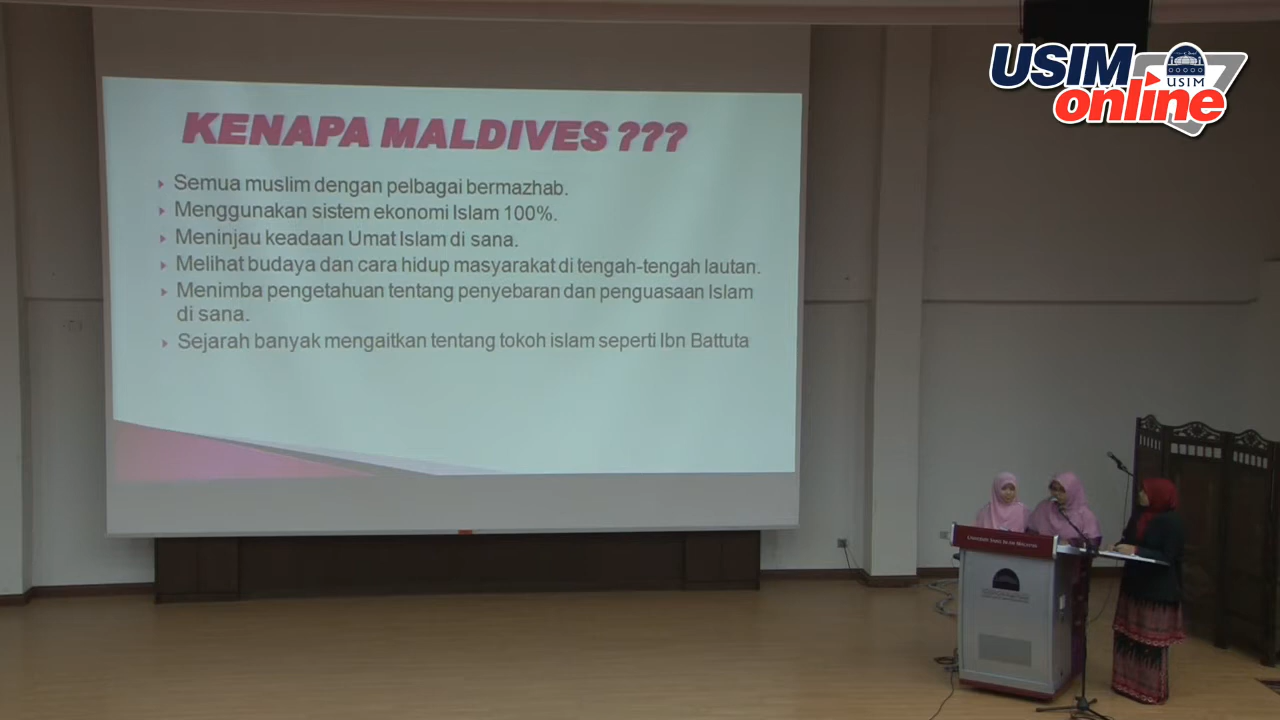 USIM
online
USIM
KENAPA MALDIVES ???
Semua muslim dengan pelbagai bermazhab.
Menggunakan sistem ekonomi Islam 100%.
Meninjau keadaan Umat Islam di sana.
Melihat budaya dan cara hidup masyarakat di tengah-tengah lautan.
Menimba pengetahuan tentang penyebaran dan penguasaan Islam
di sana.
Sejarah banyak mengaitkan tentang tokoh islam seperti Ibn Battuta